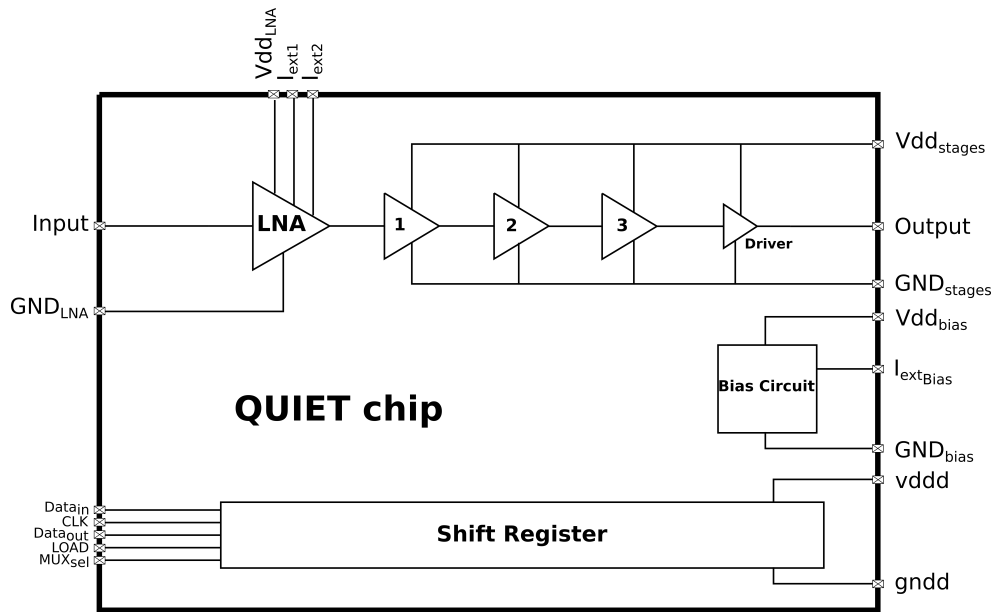 Vdd_LNA
I_ext1
I_ext2
Vdd_stages
Input
LNA
1
2
3
Output
Driver
GND_LNA
GND_stages
Vdd_bias
Bias Circuit
I_extBias
QUIET chip
GND_bias
vddd
Data_in
CLK
Data_out
LOAD
MUX_sel
Shift Register
gndd